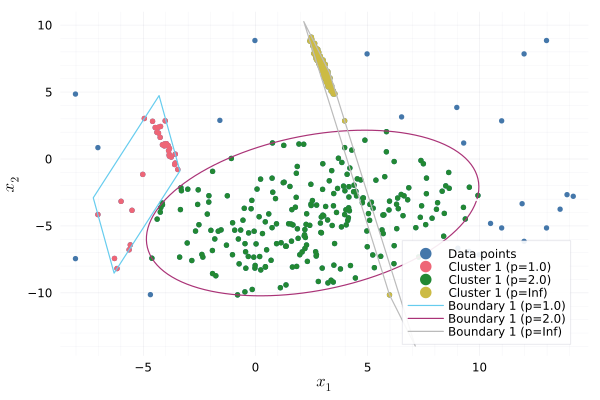 10
5
0
−5
−10
−5
0
5
10
x₂
x₁
Data points
Cluster 1 (p=1.0)
Cluster 1 (p=2.0)
Cluster 1 (p=Inf)
Boundary 1 (p=1.0)
Boundary 1 (p=2.0)
Boundary 1 (p=Inf)